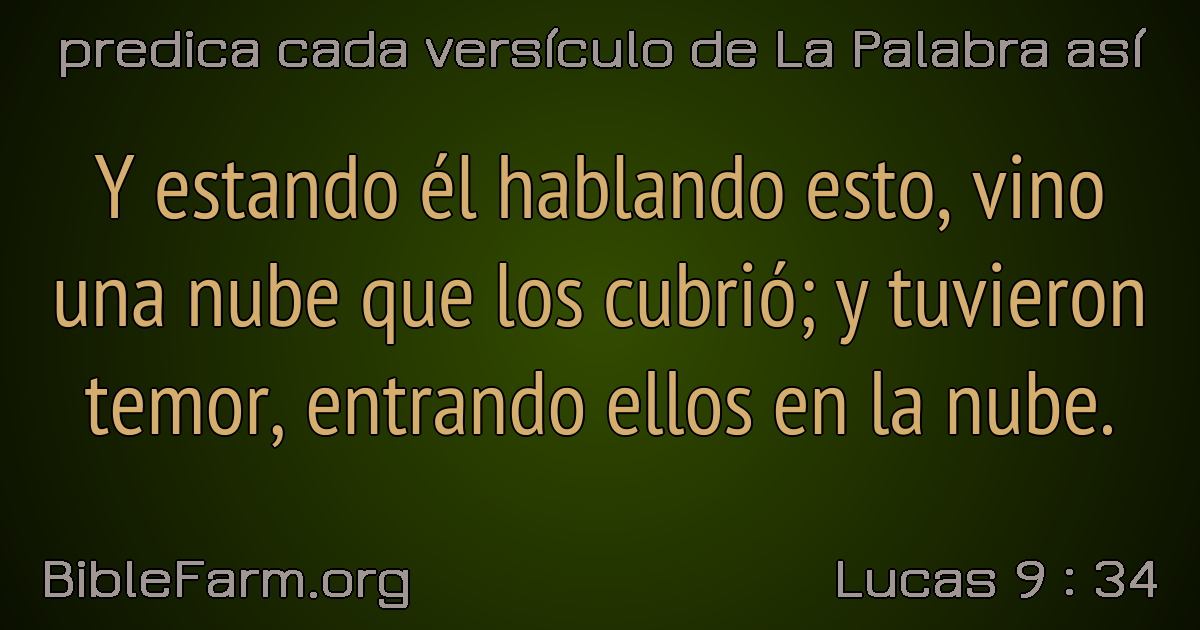 predica cada versículo de La Palabra así
Y estando él hablando esto, vino
una nube que los cubrió; y tuvieron
temor, entrando ellos en la nube.
BibleFarm.org
Lucas 9 : 34